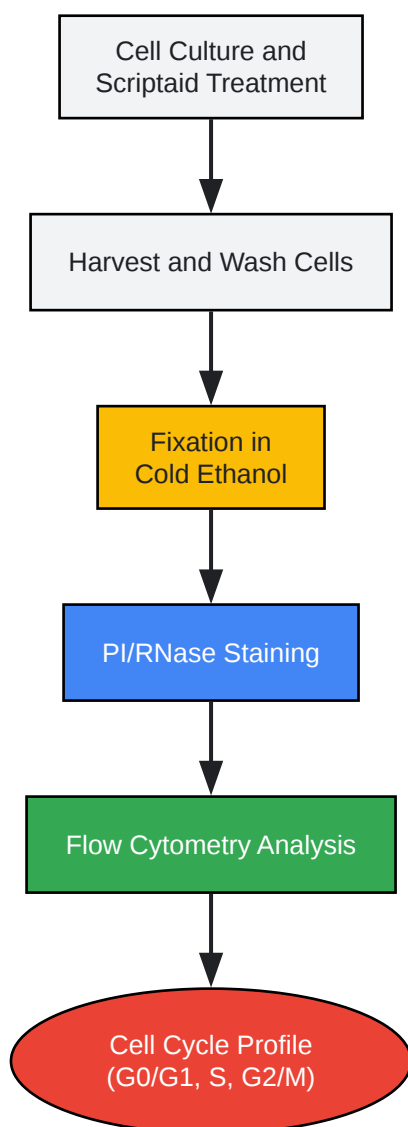 Cell Culture and
Scriptaid Treatment
Harvest and Wash Cells
Fixation in
Cold Ethanol
PI/RNase Staining
Flow Cytometry Analysis
Cell Cycle Profile
(G0/G1, S, G2/M)